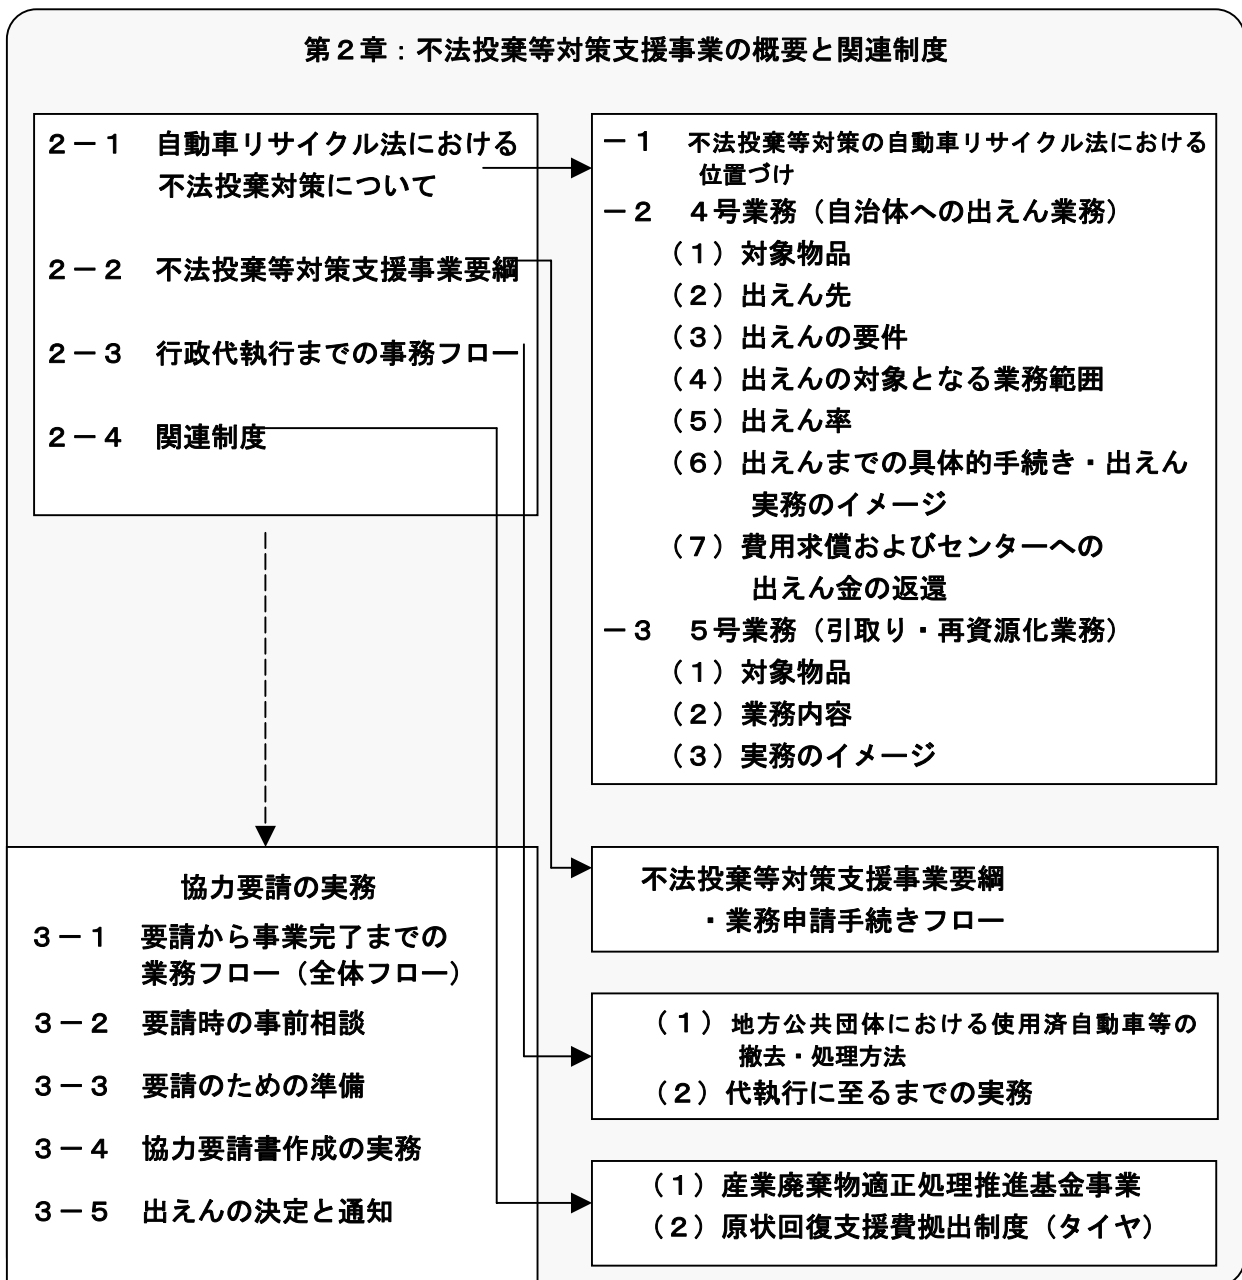 第２章：不法投棄等対策支援事業の概要と関連制度
２－１　自動車リサイクル法における
不法投棄対策について
２－２　不法投棄等対策支援事業要綱
２－３　行政代執行までの事務フロー
２－４　関連制度
－１　不法投棄等対策の自動車リサイクル法における
位置づけ
－２　４号業務（自治体への出えん業務）
（１）対象物品
（２）出えん先
（３）出えんの要件
（４）出えんの対象となる業務範囲
（５）出えん率
（６）出えんまでの具体的手続き・出えん
実務のイメージ
（７）費用求償およびセンターへの
出えん金の返還
－３　５号業務（引取り・再資源化業務）
（１）対象物品
（２）業務内容
（３）実務のイメージ
協力要請の実務
３－１　要請から事業完了までの
業務フロー（全体フロー）
３－２　要請時の事前相談
３－３　要請のための準備
３－４　協力要請書作成の実務
３－５　出えんの決定と通知
不法投棄等対策支援事業要綱
・業務申請手続きフロー
（１）地方公共団体における使用済自動車等の
撤去・処理方法
（２）代執行に至るまでの実務
（１）産業廃棄物適正処理推進基金事業
（２）原状回復支援費拠出制度（タイヤ）